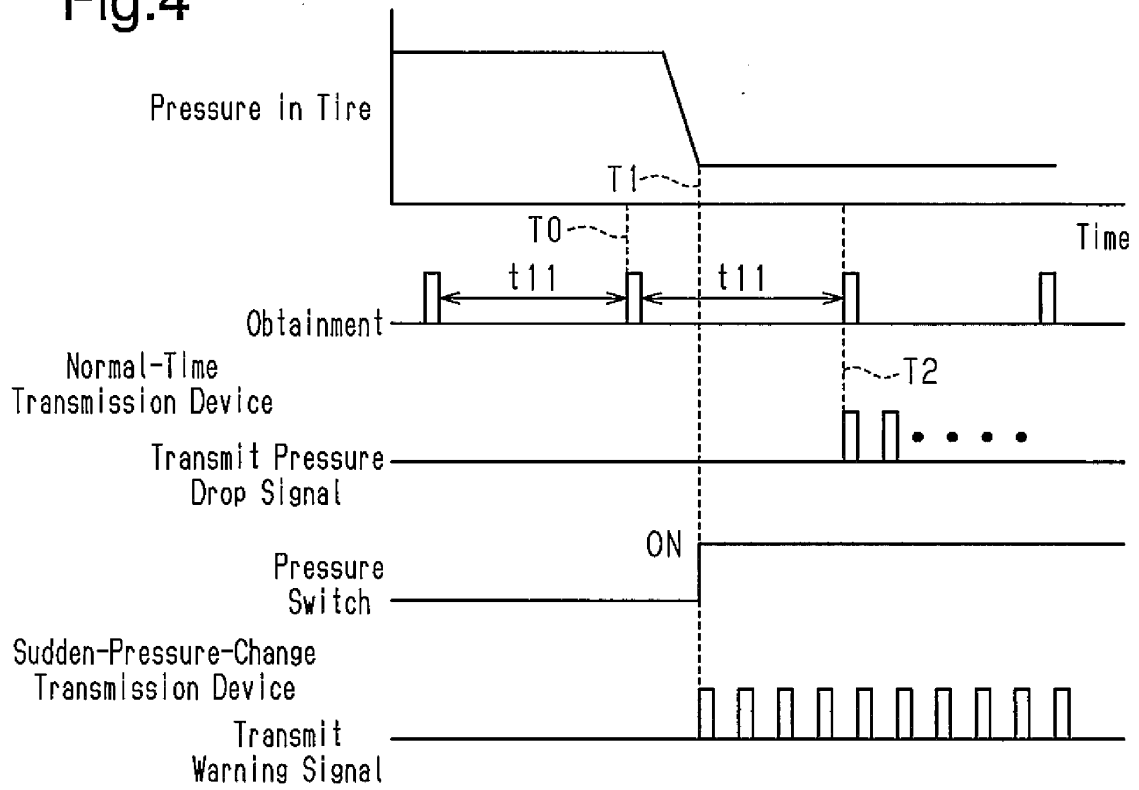 Fig.4
Pressure in Tire
T1
T0
Time
t11
t11
Obtainment
Normal-Time
Transmission Device
T2
Transmit Pressure
Drop Signal
ON
Pressure
Switch
Sudden-Pressure-Change
Transmission Device
Transmit
Warning Signal